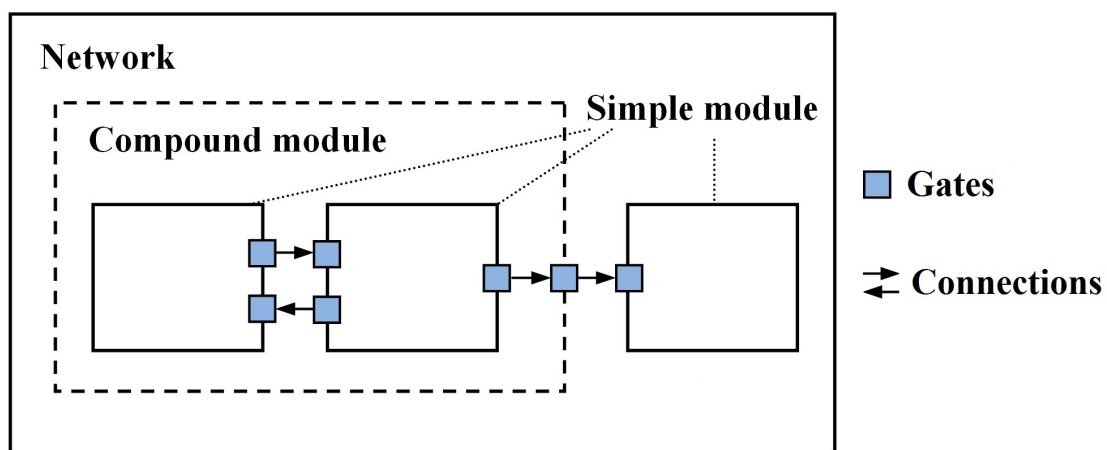 Network
Simple module
Compound module
Gates
Connections